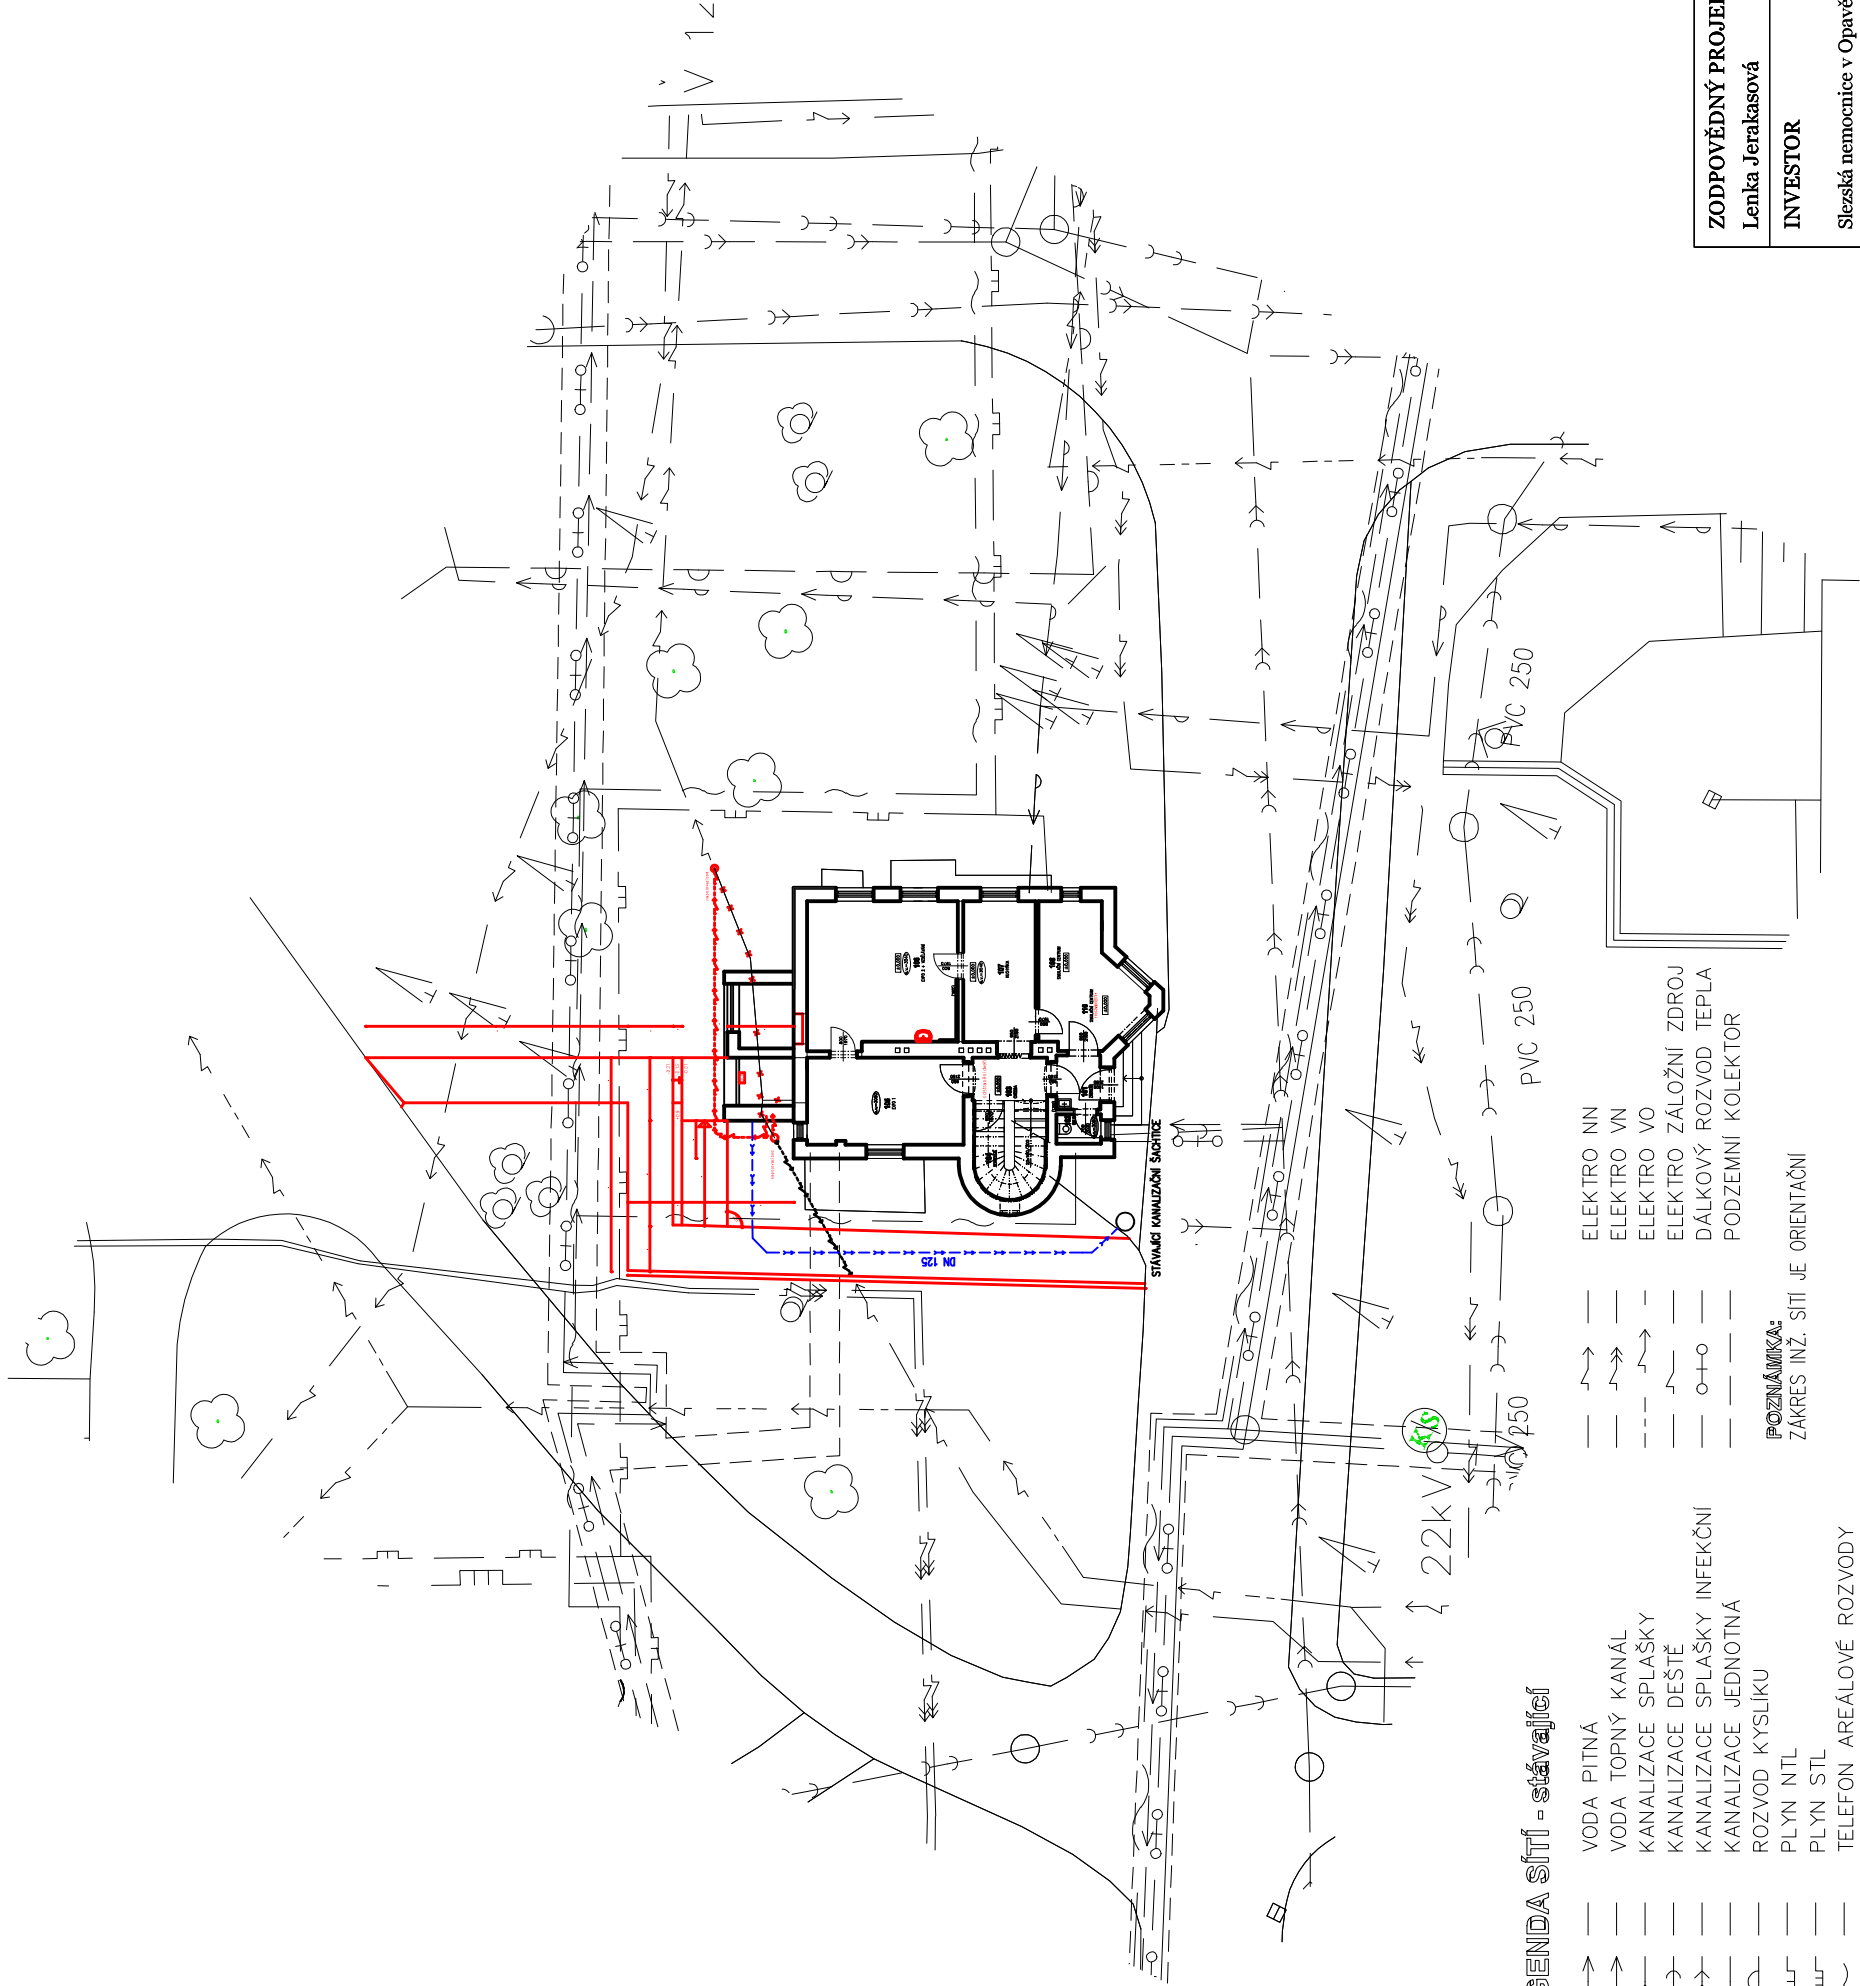 ZODPOVĚDNÝ PROJE
Lenka Jerakasová
INVESTOR
Slezská nemocnice v Opavě
PVC 250
PVC 250
250
22kV
DN 125
STÁVAJÍCÍ KANALIZAČNÍ ŠACHTICE
KS
GENDA SÍTÍ - stávající
VODA PITNÁ
VODA TOPNÝ KANÁL
KANALIZACE SPLAŠKY
KANALIZACE DEŠTĚ
KANALIZACE SPLAŠKY INFEKČNÍ
KANALIZACE JEDNOTNÁ
ROZVOD KYSLÍKU
PLYN NTL
PLYN STL
TELEFON AREÁLOVÉ ROZVODY
ELEKTRO NN
ELEKTRO VN
ELEKTRO VO
ELEKTRO ZÁLOŽNÍ ZDROJ
DÁLKOVÝ ROZVOD TEPLA
PODZEMNÍ KOLEKTOR
POZNÁMKA:
ZÁKRES INŽ. SÍTÍ JE ORIENTAČNÍ